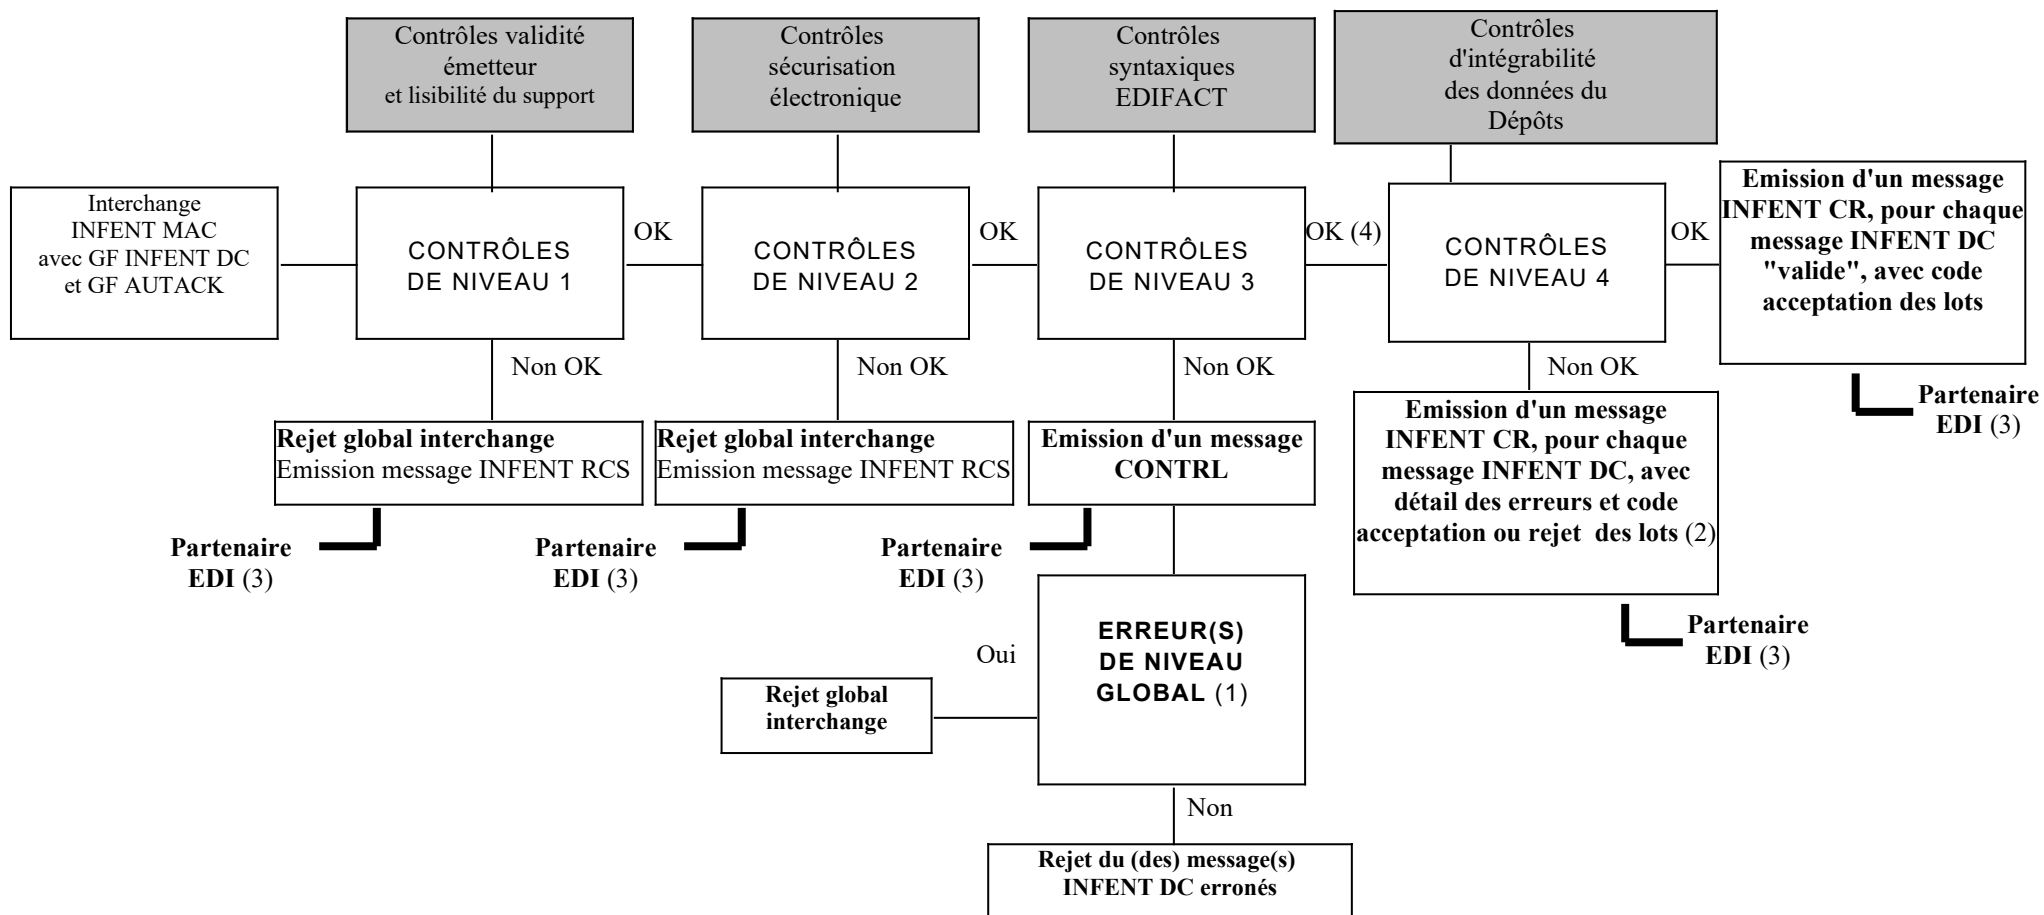 Contrôles validité
émetteur
et lisibilité du support
Contrôles
sécurisation
électronique
Contrôles
syntaxiques
EDIFACT
Contrôles
d'intégrabilité
des données du
Dépôts
Interchange
INFENT MAC
avec GF INFENT DC
et GF AUTACK
CONTRÔLES
DE NIVEAU 1
OK
CONTRÔLES
DE NIVEAU 2
OK
CONTRÔLES
DE NIVEAU 3
OK (4)
CONTRÔLES
DE NIVEAU 4
OK
Emission d'un message
INFENT CR, pour chaque
message INFENT DC
"valide", avec code
acceptation des lots
Partenaire
EDI (3)
Non OK
Non OK
Non OK
Non OK
Rejet global interchange
Emission message INFENT RCS
Rejet global interchange
Emission message INFENT RCS
Emission d'un message
CONTRL
Emission d'un message
INFENT CR, pour chaque
message INFENT DC, avec
détail des erreurs et code
acceptation ou rejet  des lots (2)
Partenaire
EDI (3)
Partenaire
EDI (3)
Partenaire
EDI (3)
Partenaire
EDI (3)
ERREUR(S)
DE NIVEAU
GLOBAL (1)
Oui
Rejet global
interchange
Non
Rejet du (des) message(s)
INFENT DC erronés